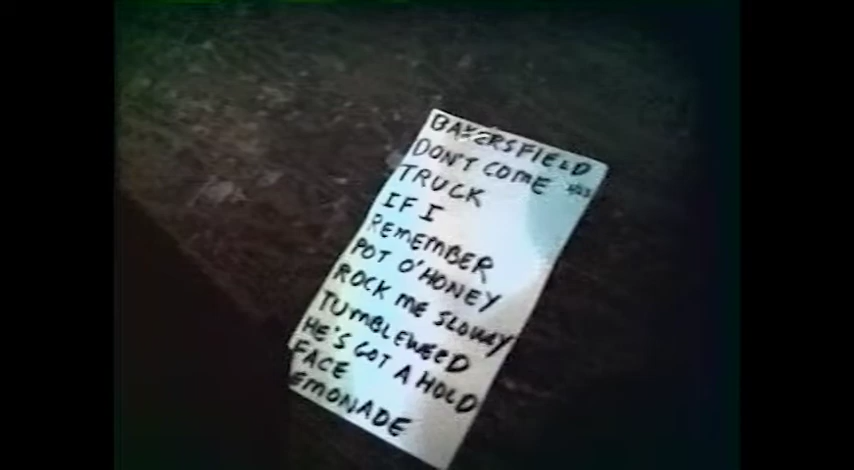 BAKERSFIELD
DON'T COME
TRUCK
IF I
REMEMBER
POT O'HONEY
ROCK ME SLOWLY
TUMBLEWEED
HE'S GOT A HOLD
FACE
EMONADE